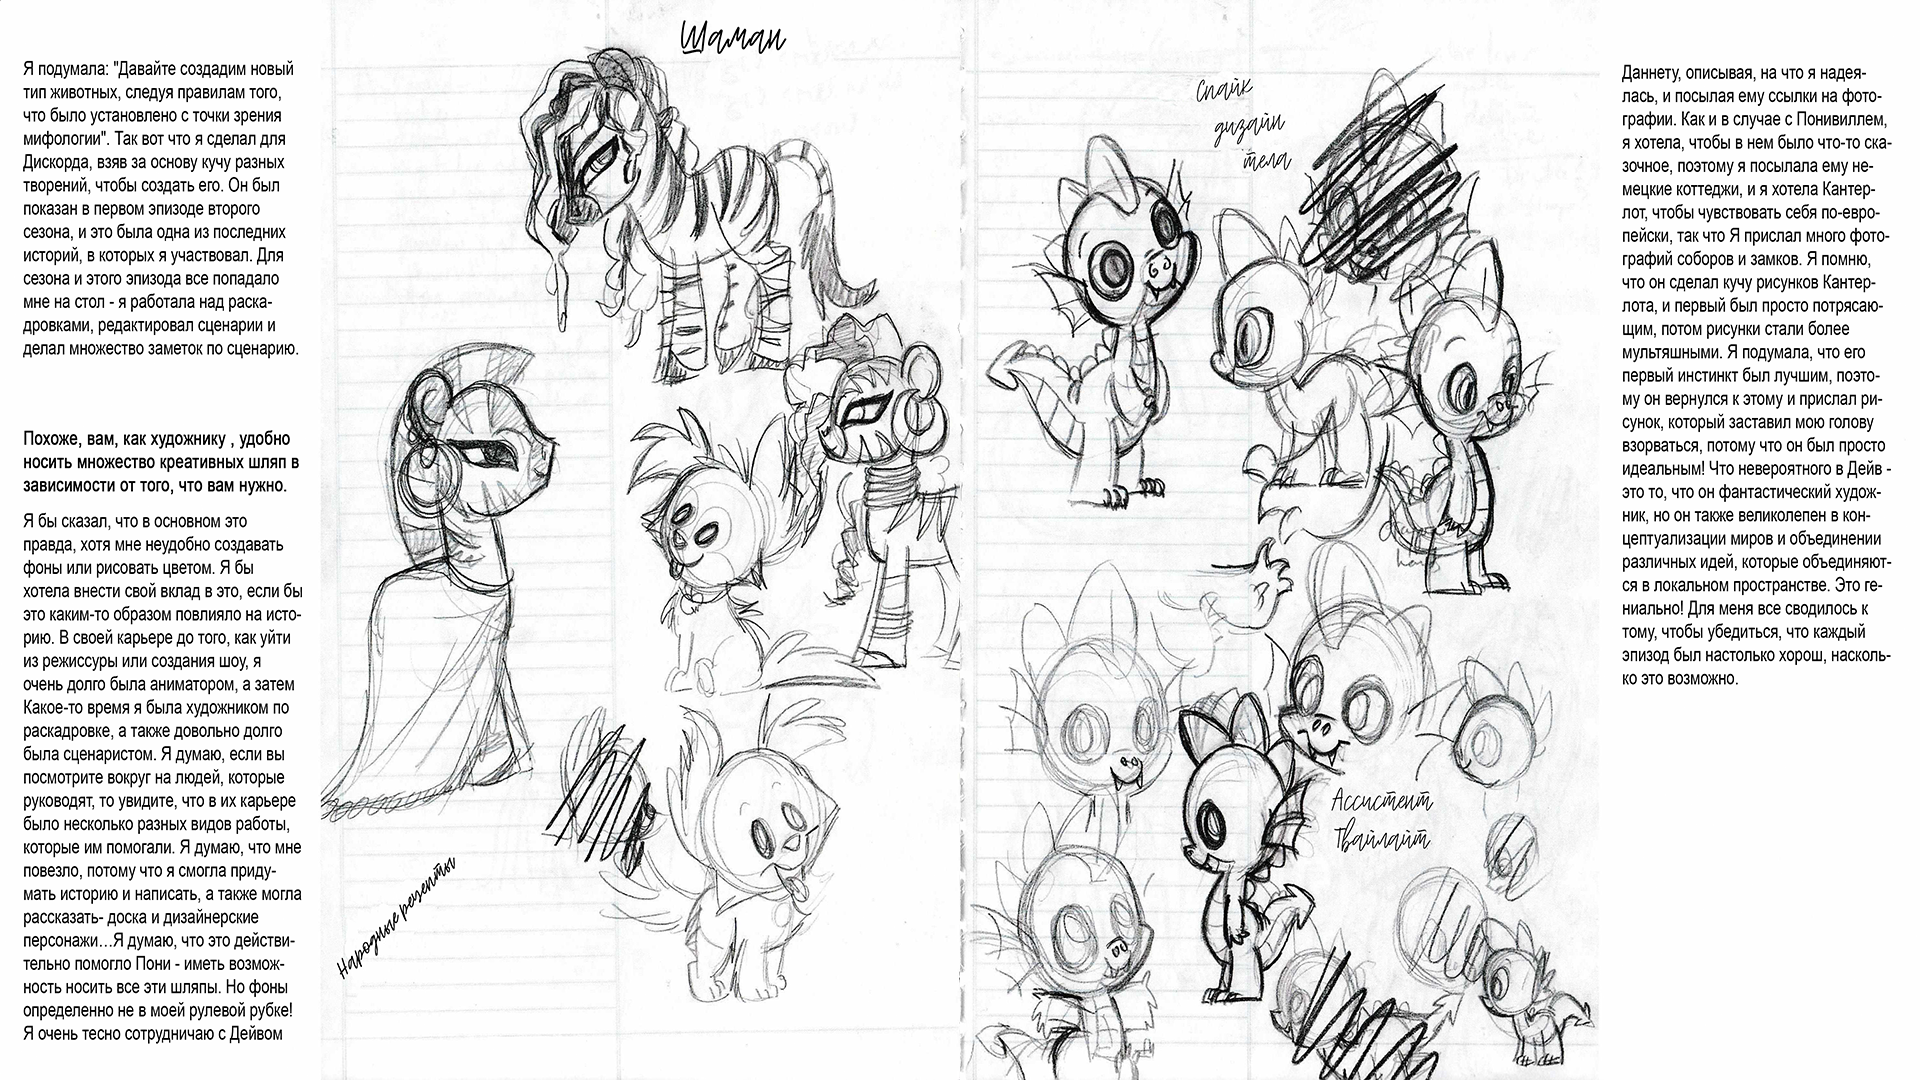 Я подумала: "Давайте создадим новый
тип животных, следуя правилам того,
что было установлено с точки зрения
мифологии". Так вот что я сделал для
Дискорда, взяв за основу кучу разных
творений, чтобы создать его. Он был
показан в первом эпизоде второго
сезона, и это была одна из последних
историй, в которых я участвовал. Для
сезона и этого эпизода все попадало
мне на стол - я работала над раска-
дровками, редактировал сценарии и
делал множество заметок по сценарию.
Похоже, вам, как художнику , удобно
носить множество креативных шляп в
зависимости от того, что вам нужно.
Я бы сказал, что в основном это
правда, хотя мне неудобно создавать
фоны или рисовать цветом. Я бы
хотела внести свой вклад в это, если бы
это каким-то образом повлияло на исто-
рию. В своей карьере до того, как уйти
из режиссуры или создания шоу, я
очень долго была аниматором, а затем
Какое-то время я была художником по
раскадровке, а также довольно долго
была сценаристом. Я думаю, если вы
посмотрите вокруг на людей, которые
руководят, то увидите, что в их карьере
было несколько разных видов работы,
которые им помогали. Я думаю, что мне
повезло, потому что я смогла приду-
мать историю и написать, а также могла
рассказать- доска и дизайнерские
персонажи...Я думаю, что это действи-
тельно помогло Пони - иметь возмож-
ность носить все эти шляпы. Но фоны
определенно не в моей рулевой рубке!
Я очень тесно сотрудничаю с Дейвом
Шаман
Народные рецепты
Спайк
дизайн
тела
Ассистент
Твайлайт
Даннету, описывая, на что я надея-
лась, и посылая ему ссылки на фото-
графии. Как и в случае с Понивиллем,
я хотела, чтобы в нем было что-то ска-
зочное, поэтому я посылала ему не-
мецкие коттеджи, и я хотела Кантер-
лот, чтобы чувствовать себя по-евро-
пейски, так что Я прислал много фото-
графий соборов и замков. Я помню,
что он сделал кучу рисунков Кантер-
лота, и первый был просто потрясаю-
щим, потом рисунки стали более
мультяшными. Я подумала, что его
первый инстинкт был лучшим, поэто-
му он вернулся к этому и прислал ри-
сунок, который заставил мою голову
взорваться, потому что он был просто
идеальным! Что невероятного в Дейв -
это то, что он фантастический худож-
ник, но он также великолепен в кон-
цептуализации миров и объединении
различных идей, которые объединяют-
ся в локальном пространстве. Это ге-
ниально! Для меня все сводилось к
тому, чтобы убедиться, что каждый
эпизод был настолько хорош, насколь-
ко это возможно.